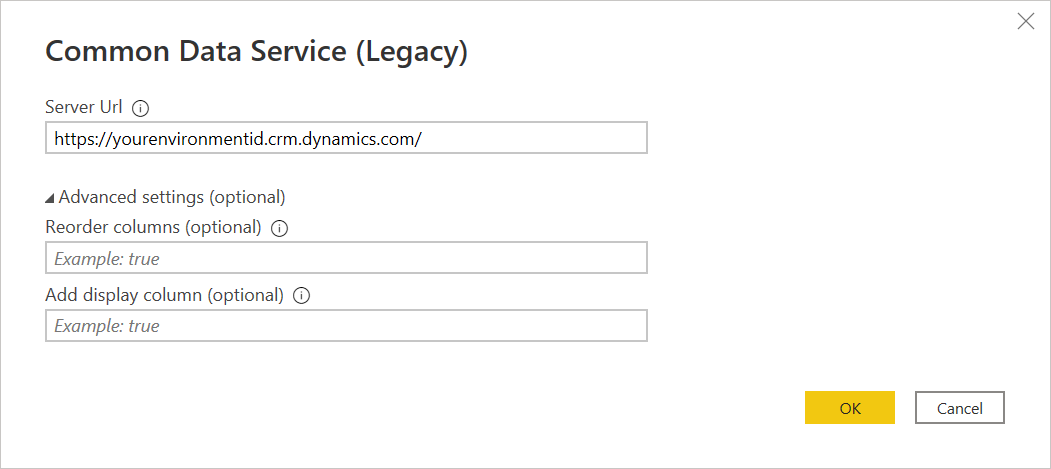 Common Data Service (Legacy)
Server Url
https://yourenvironmentid.crm.dynamics.com/
Advanced settings (optional)
Reorder columns (optional)
Example: true
Add display column (optional)
Example: true
OK
Cancel